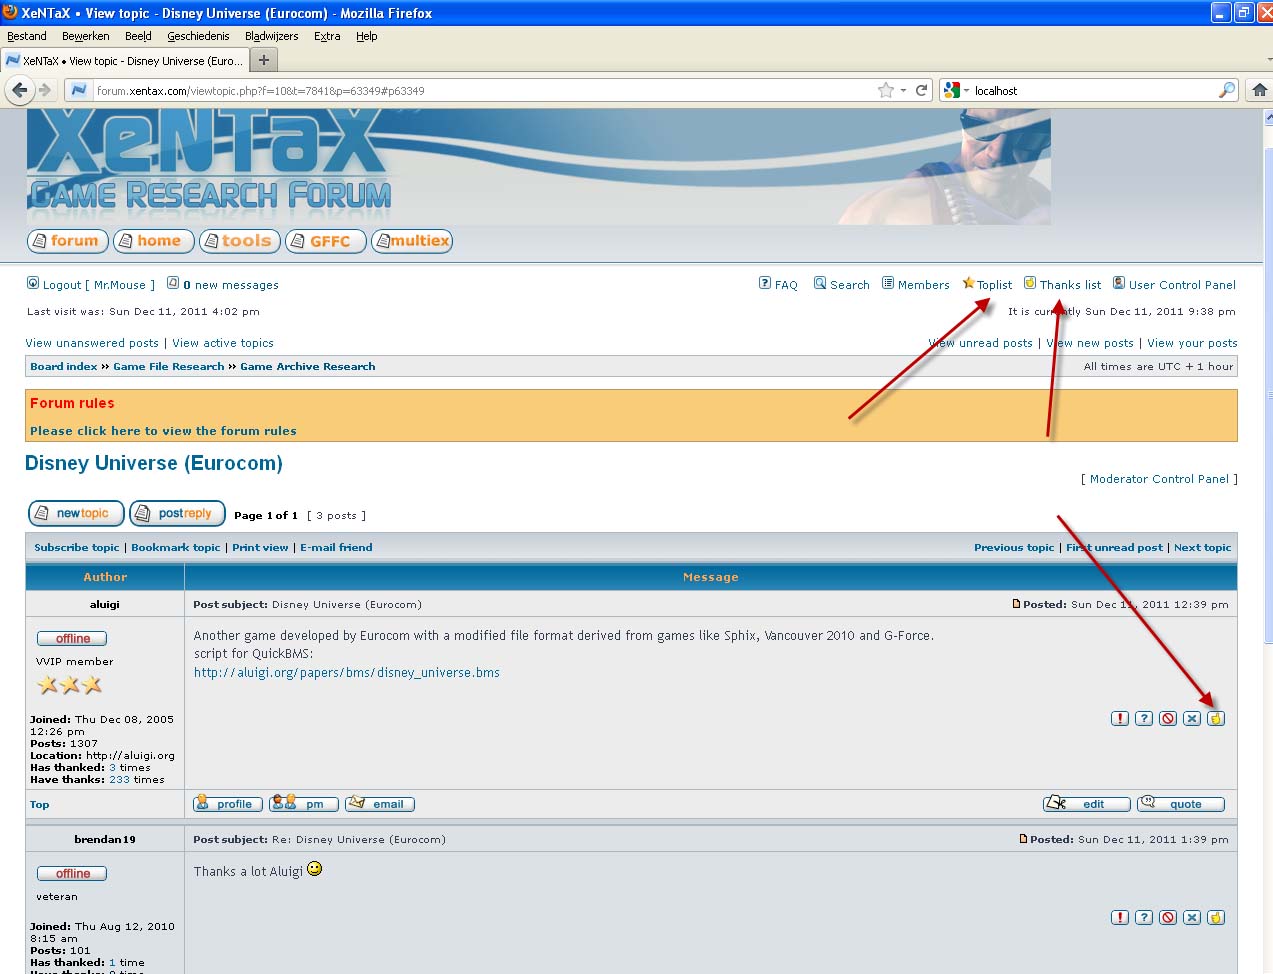 XeNTaX • View topic - Disney Universe (Eurocom) - Mozilla Firefox
Bestand Bewerken Beeld Geschiedenis Bladwijzers Extra Help
XeNTaX • View topic - Disney Universe (Euro...
forum.xentax.com/viewtopic.php?f=10&t=7841&p=63349#p63349 localhost
XeNTaX
GAME RESEARCH FORUM
forum home tools GFFC multiex
Logout [ Mr.Mouse ] 0 new messages FAQ Search Members Toplist Thanks list User Control Panel
Last visit was: Sun Dec 11, 2011 4:02 pm It is currently Sun Dec 11, 2011 9:38 pm
View unanswered posts | View active topics View unread posts | View new posts | View your posts
Board index » Game File Research » Game Archive Research All times are UTC + 1 hour
Forum rules
Please click here to view the forum rules
Disney Universe (Eurocom)
[ Moderator Control Panel ]
newtopic postreply Page 1 of 1 [ 3 posts ]
Subscribe topic | Bookmark topic | Print view | E-mail friend Previous topic | First unread post | Next topic
Author Message
aluigi Post subject: Disney Universe (Eurocom) Posted: Sun Dec 11, 2011 12:39 pm
offline
VVIP member
Joined: Thu Dec 08, 2005
12:26 pm
Posts: 1307
Location: http://aluigi.org
Has thanked: 3 times
Have thanks: 233 times
Another game developed by Eurocom with a modified file format derived from games like Sphix, Vancouver 2010 and G-Force.
script for QuickBMS:
http://aluigi.org/papers/bms/disney_universe.bms
Top profile pm email edit quote
brendan19 Post subject: Re: Disney Universe (Eurocom) Posted: Sun Dec 11, 2011 1:39 pm
offline
veteran
Joined: Thu Aug 12, 2010
8:15 am
Posts: 101
Has thanked: 1 time
Have thanks: 0 times
Thanks a lot Aluigi